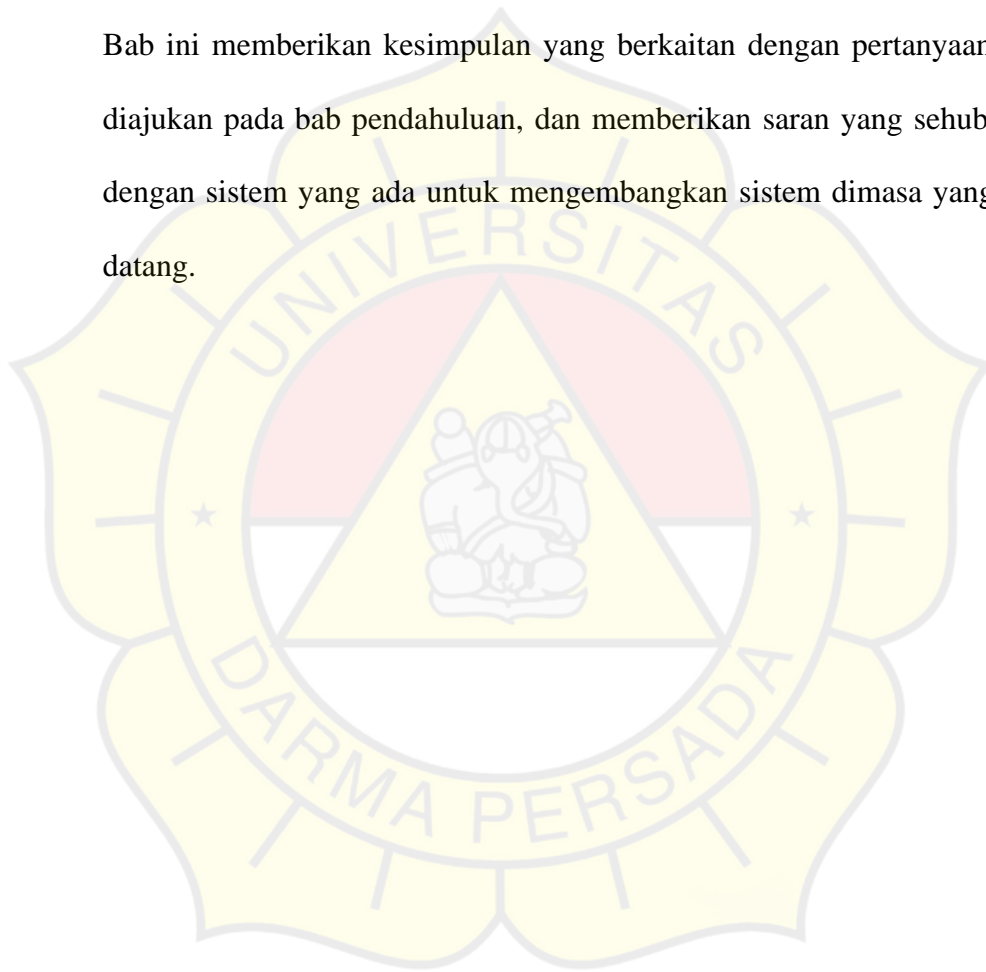 Bab ini memberikan kesimpulan yang berkaitan dengan pertanyaan
diajukan pada bab pendahuluan, dan memberikan saran yang sehub
dengan sistem yang ada untuk mengembangkan sistem dimasa yang
datang.
UNIVERSITAS
DARMA PERSADA